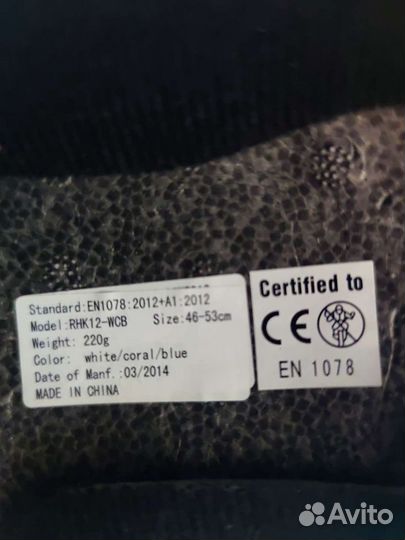 Standard:EN1078:2012+A1:2012
Model:RHK12-WCB Size:46-53cm
Weight: 220g
Color: white/coral/blue
Date of Manf.:03/2014
MADE IN CHINA
Certified to
CE
EN 1078
Avito